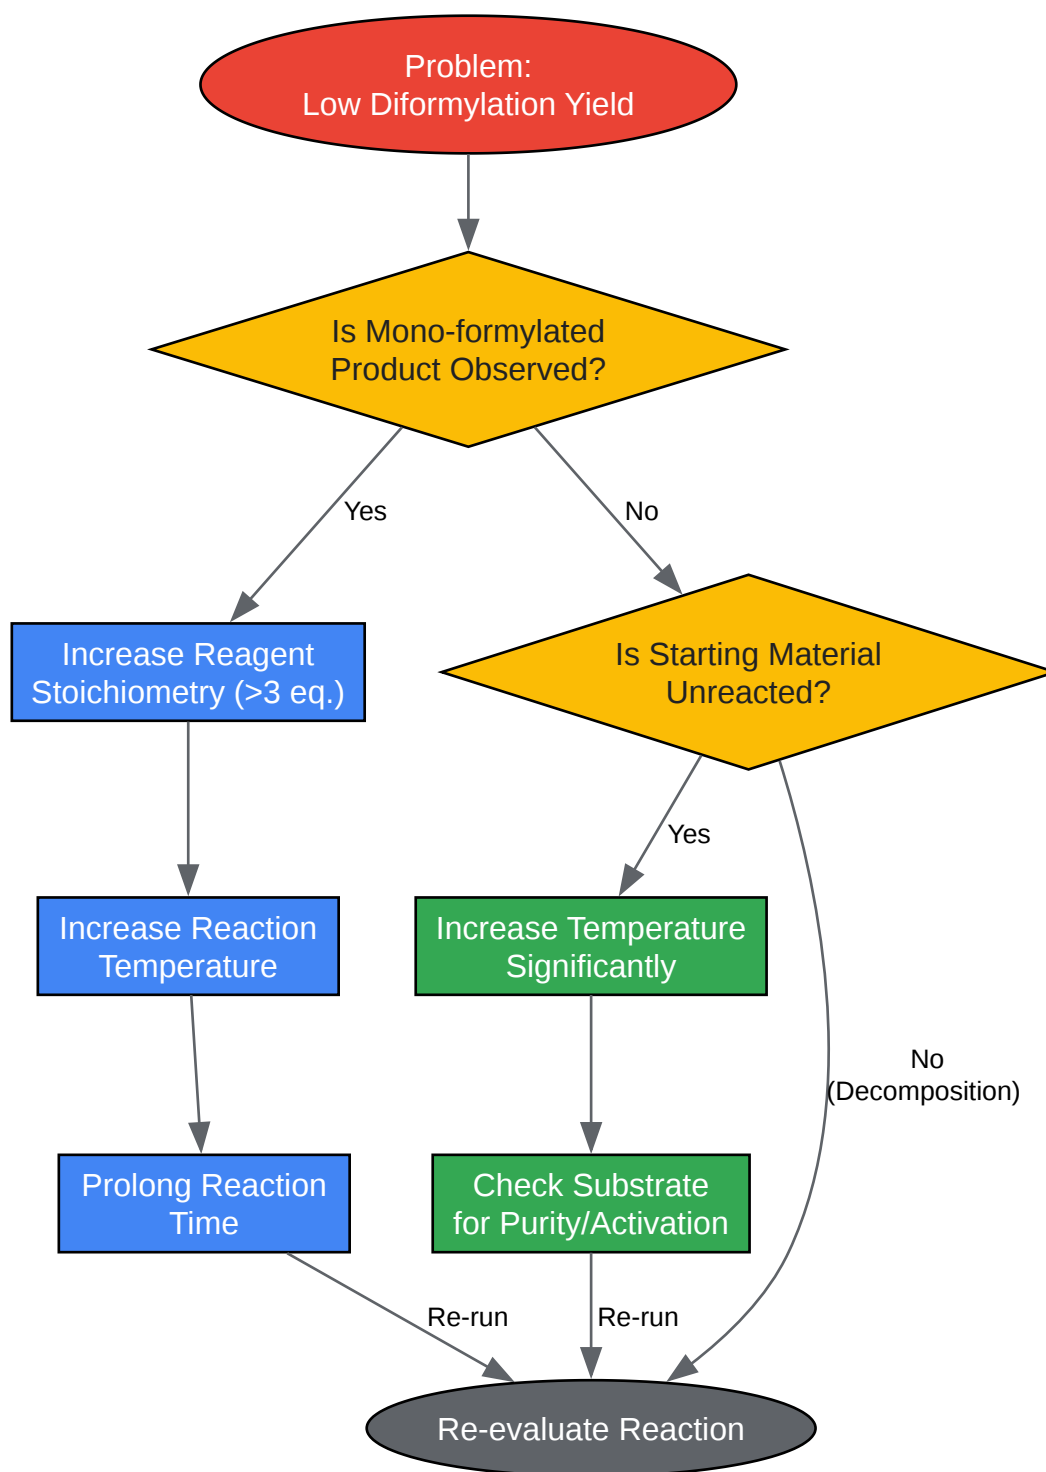 Problem:
Low Diformylation Yield
Is Mono-formylated
Product Observed?
Yes
No
Increase Reagent
Stoichiometry (>3 eq.)
Is Starting Material
Unreacted?
Yes
Increase Reaction
Temperature
Increase Temperature
Significantly
No
(Decomposition)
Prolong Reaction
Time
Check Substrate
for Purity/Activation
Re-run
Re-run
Re-evaluate Reaction